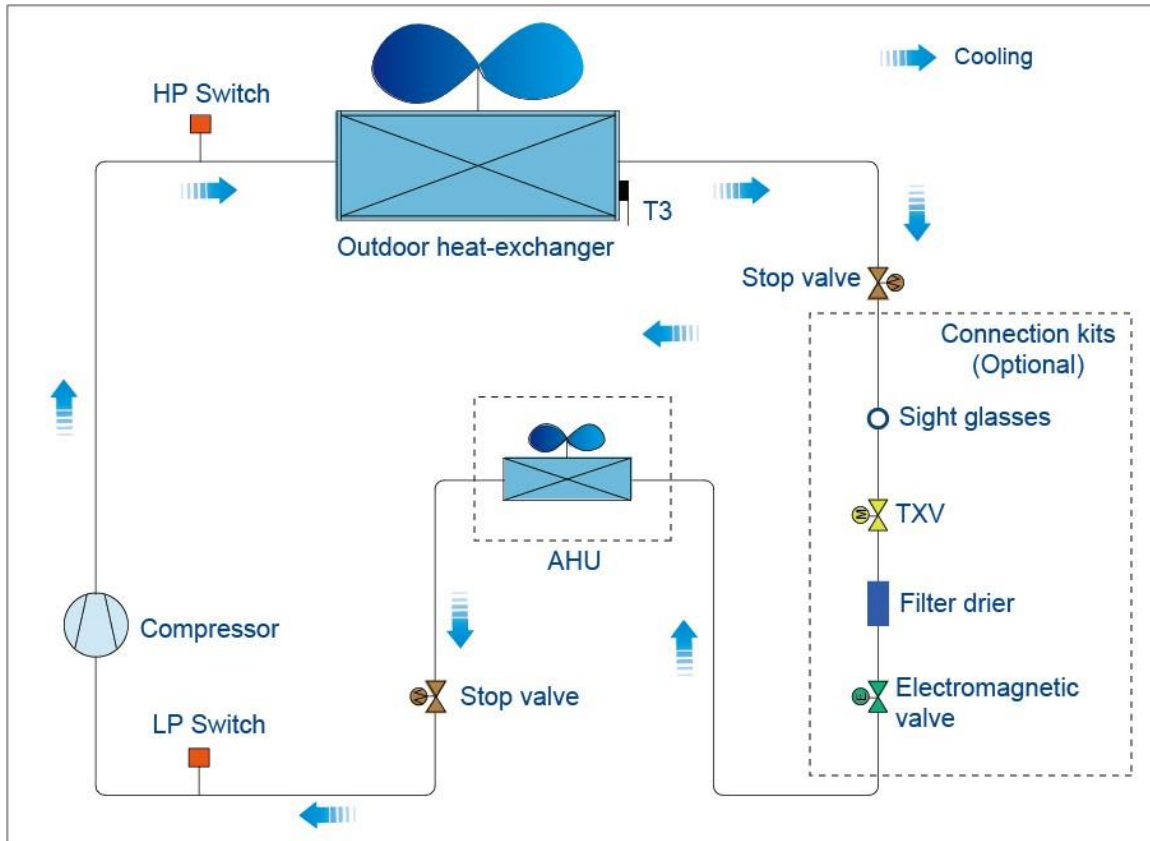 Cooling
HP Switch
T3
Outdoor heat-exchanger
Stop valve
Connection kits
(Optional)
Sight glasses
M
TXV
AHU
Filter drier
Compressor
Stop valve
E
Electromagnetic
valve
LP Switch